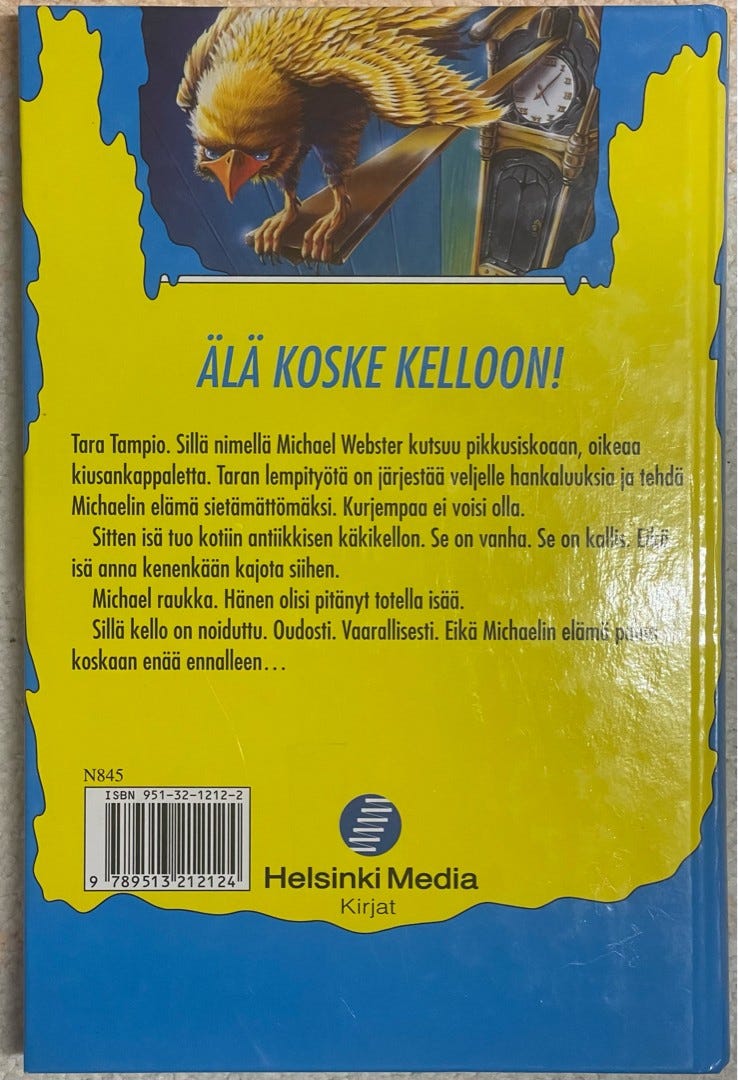 ÄLÄ KOSKE KELLOON!
Tara Tampio. Sillä nimellä Michael Webster kutsuu pikkusiskoaan, oikeaa
kiusankappaletta. Taran lempityötä on järjestää veljelle hankaluuksia ja tehdä
Michaelin elämä sietämättömäksi. Kurjempaa ei voisi olla.
Sitten isä tuo kotiin antiikkisen käkikellon. Se on vanha. Se on kallis. Eikä
isä anna kenenkään kajota siihen.
Michael raukka. Hänen olisi pitänyt totella isää.
Sillä kello on noiduttu. Oudosti. Vaarallisesti. Eikä Michaelin elämä
koskaan enää ennalleen...
N845
ISBN 951-32-1212-2
9 789513 212124
Helsinki Media
Kirjat